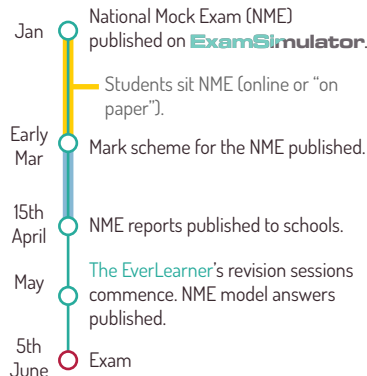 Jan
National Mock Exam (NME)
published on ExamSimulator.
Students sit NME (online or “on
paper”).
Early
Mar
Mark scheme for the NME published.
15th
April
NME reports published to schools.
May
The EverLearner’s revision sessions
commence. NME model answers
published.
5th
June
Exam